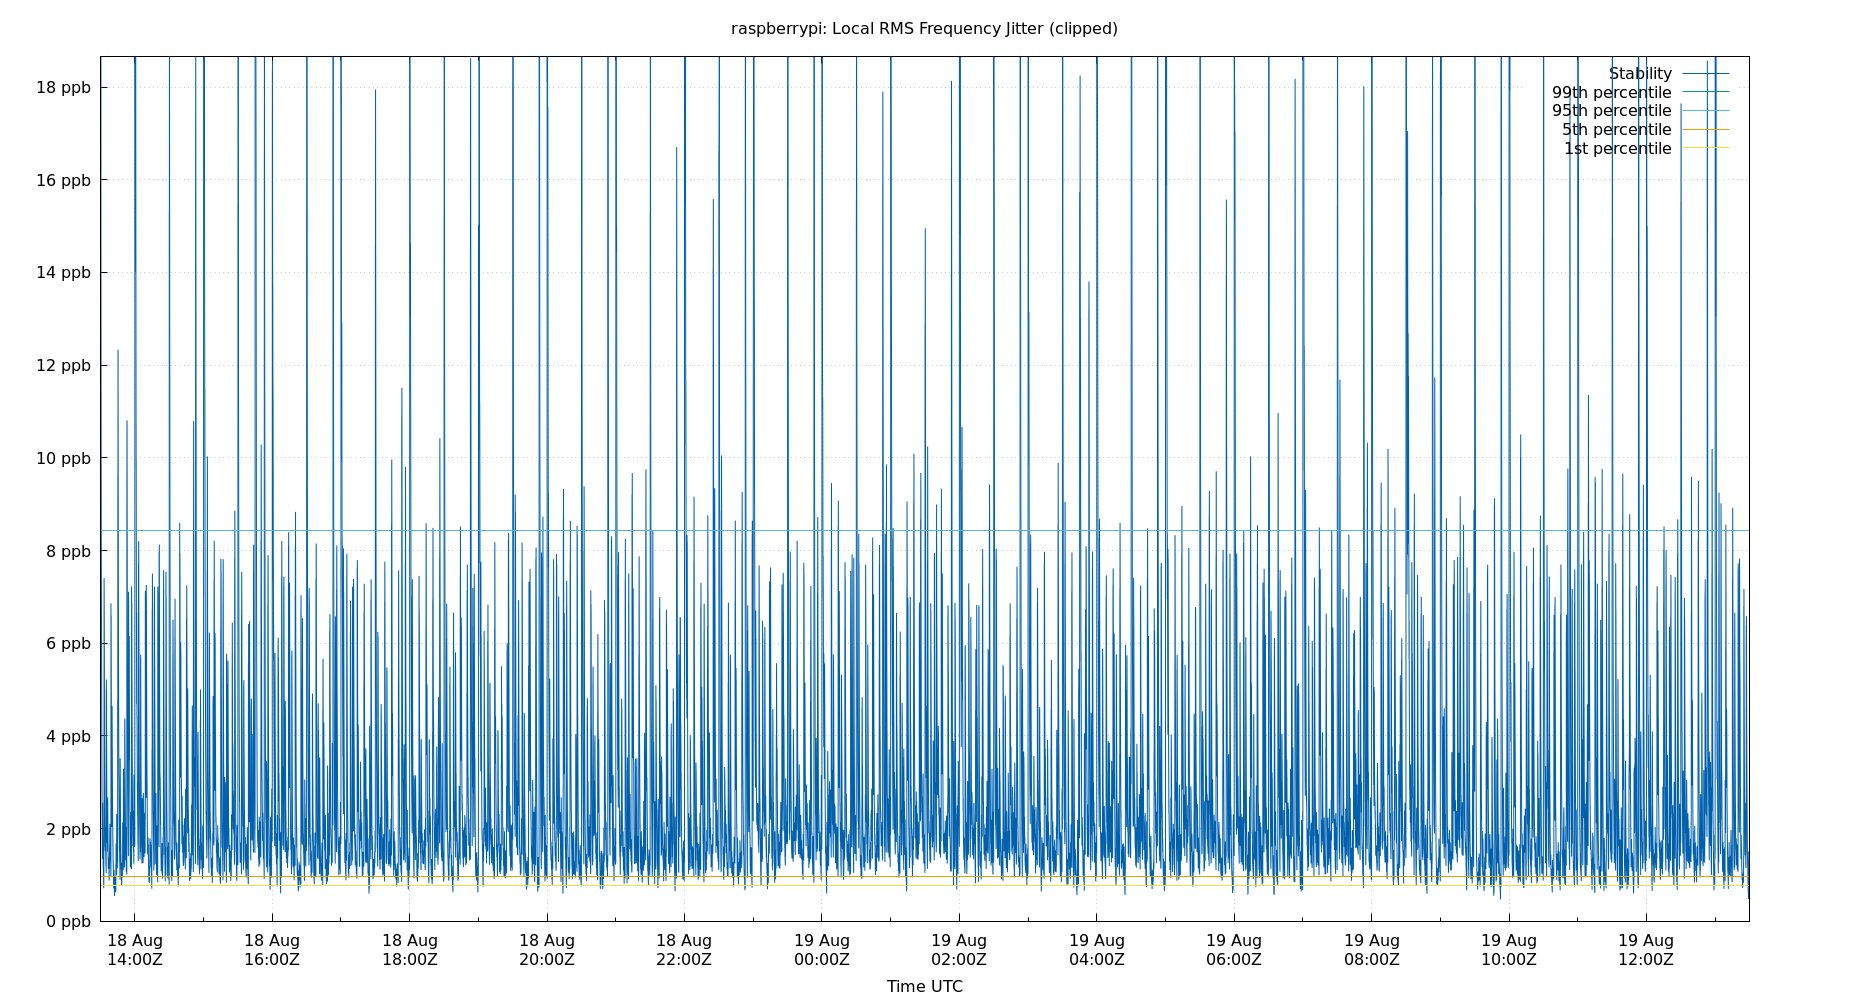 raspberrypi: Local RMS Frequency Jitter (clipped)
Stability
99th percentile
95th percentile
5th percentile
1st percentile
18 ppb
16 ppb
14 ppb
12 ppb
10 ppb
8 ppb
6 ppb
4 ppb
2 ppb
0 ppb
18 Aug 18 Aug 18 Aug 18 Aug 18 Aug 19 Aug 19 Aug 19 Aug 19 Aug 19 Aug 19 Aug 19 Aug
14:00Z 16:00Z 18:00Z 20:00Z 22:00Z 00:00Z 02:00Z 04:00Z 06:00Z 08:00Z 10:00Z 12:00Z
Time UTC